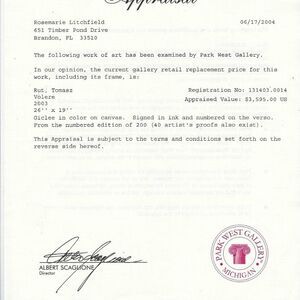 Appraisal
Rosemarie Litchfield 06/17/2004
651 Timber Pond Drive
Brandon, FL 33510
The following work of art has been examined by Park West Gallery.
In our opinion, the current gallery retail replacement price for this
work, including its frame, is:
Rut, Tomasz Registration No: 131403.0014
Volere Appraised Value: $3,595.00 US
2003
26" x 19"
Giclee in color on canvas. Signed in ink and numbered on the verso.
From the numbered edition of 200 (40 artist's proofs also exist).
This Appraisal is subject to the terms and conditions set forth on the
reverse side hereof.
ALBERT SCAGLIONE
Director
PARK WEST GALLERY
MICHIGAN